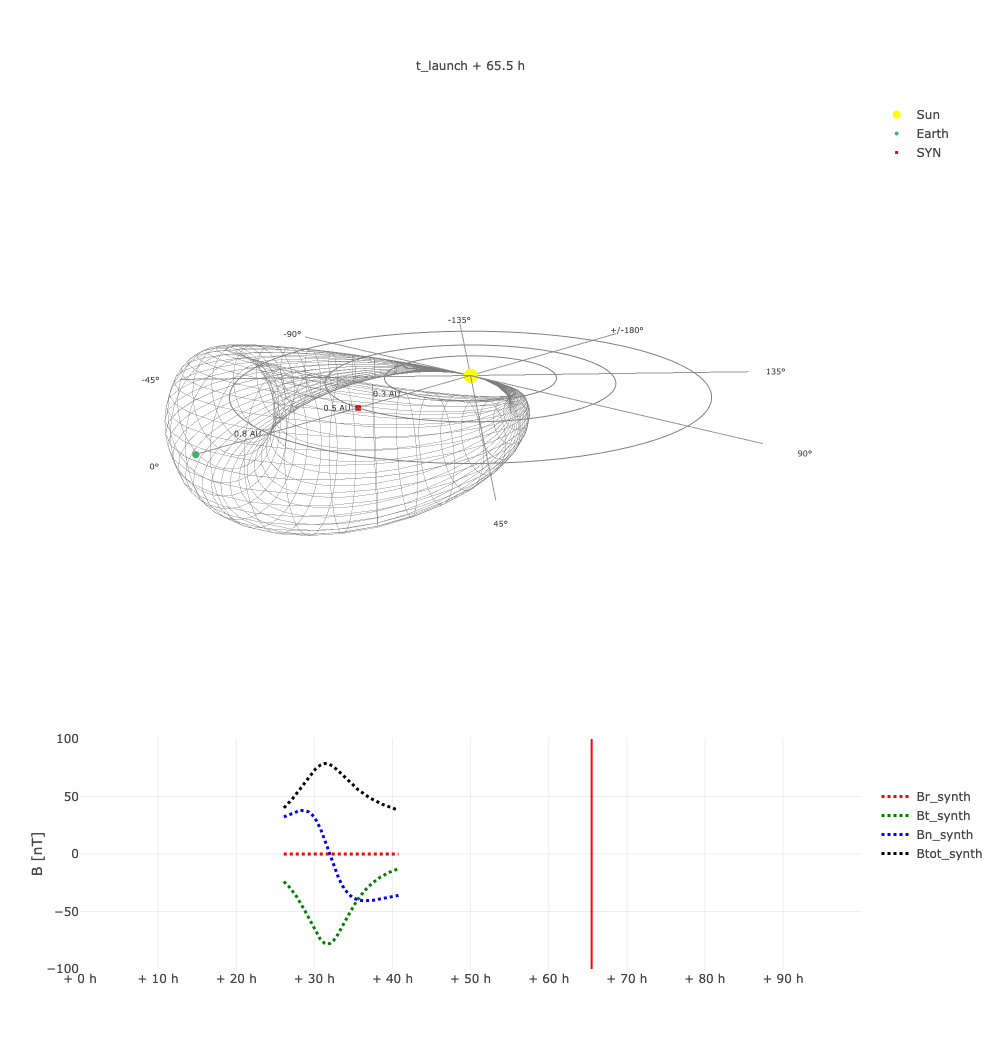 t_launch + 65.5 h
Sun
Earth
SYN
-135°
+/-180°
-90°
135°
-45°
0.3 AU
0.5 AU
0.8 AU
0°
90°
45°
100
50
0
−50
−100
B [nT]
+ 0 h + 10 h + 20 h + 30 h + 40 h + 50 h + 60 h + 70 h + 80 h + 90 h
Br_synth
Bt_synth
Bn_synth
Btot_synth